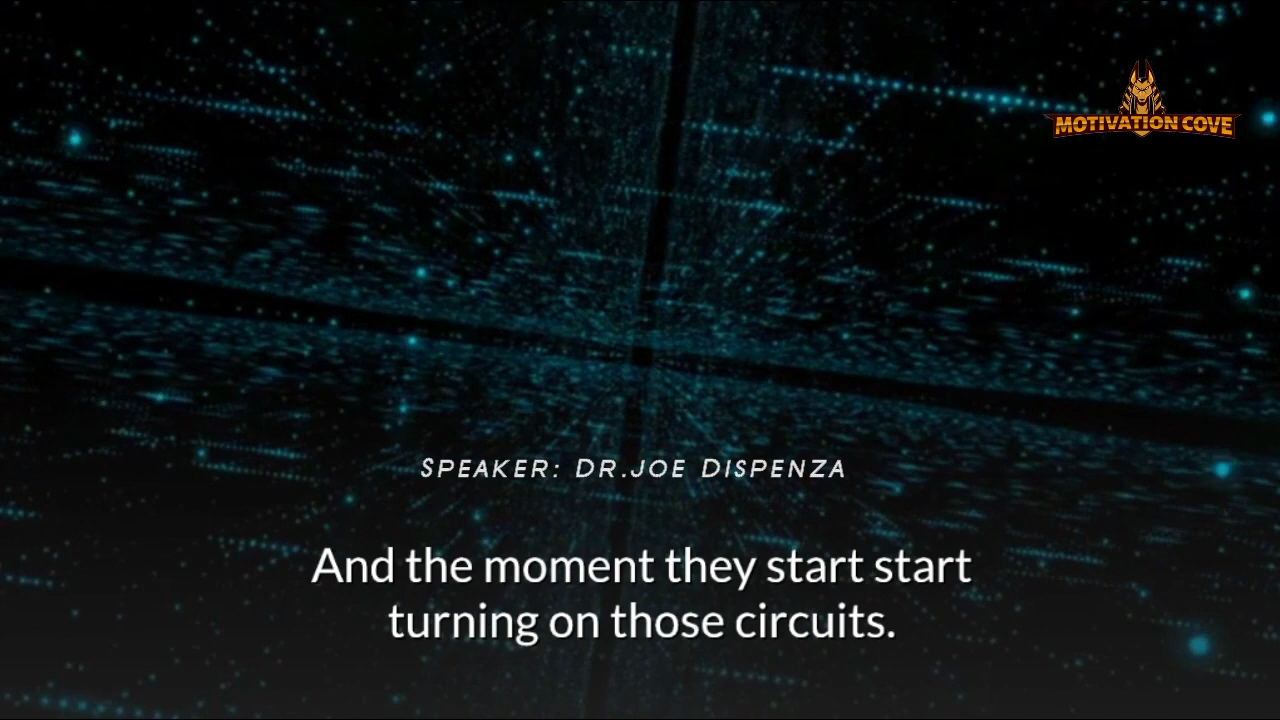 MOTIVATION COVE
SPEAKER: DR.JOE DISPENZA
And the moment they start start
turning on those circuits.